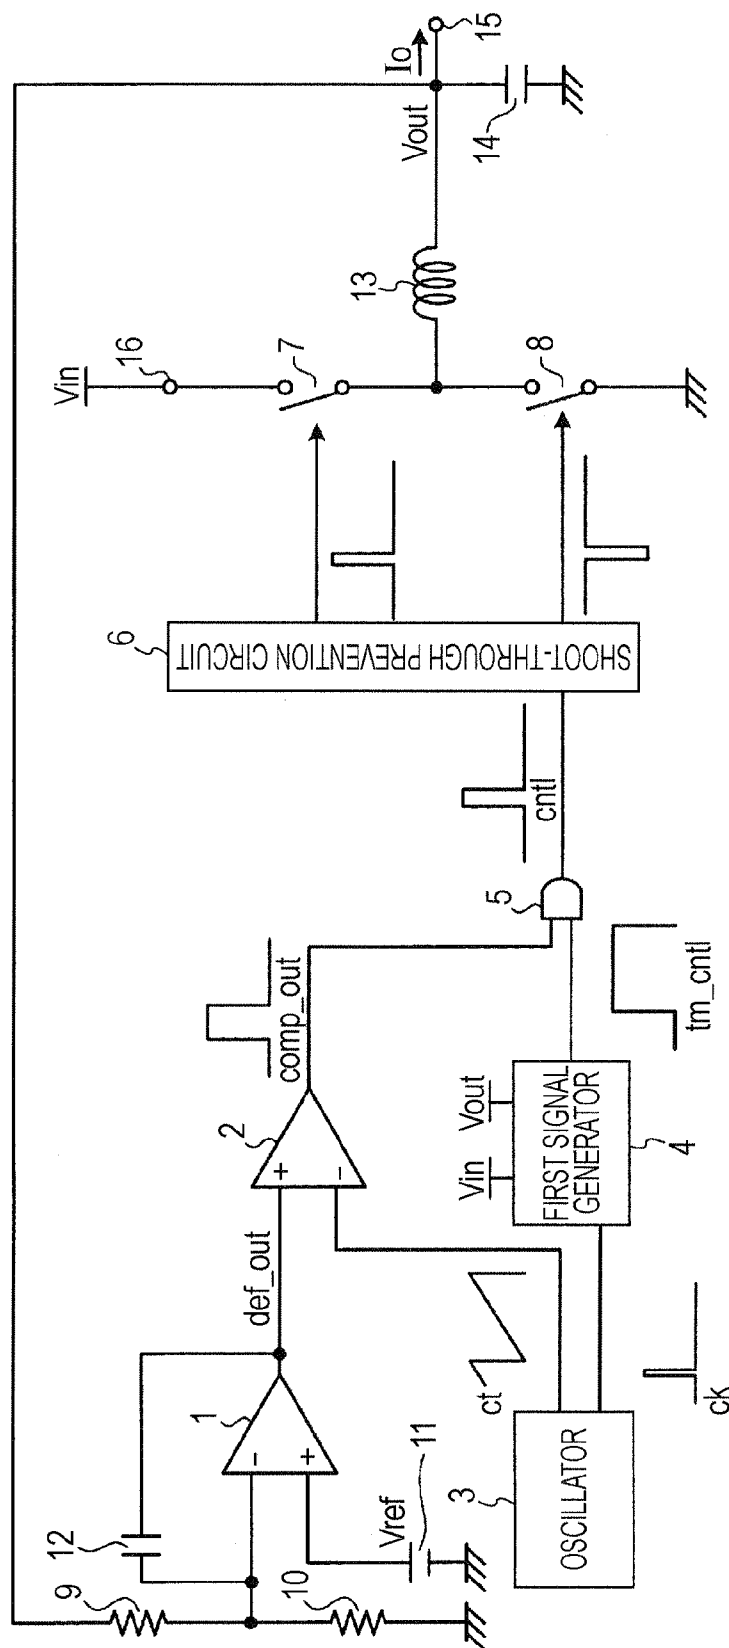 Vin
16
7
8
13
Vout
Io
15
14
6
SHOOT-THROUGH PREVENTION CIRCUIT
cntl
5
comp_out
tm_cntl
2
+
-
def_out
Vin
Vout
FIRST SIGNAL
GENERATOR
4
ct
ck
OSCILLATOR
3
12
1
-
+
Vref
11
9
10